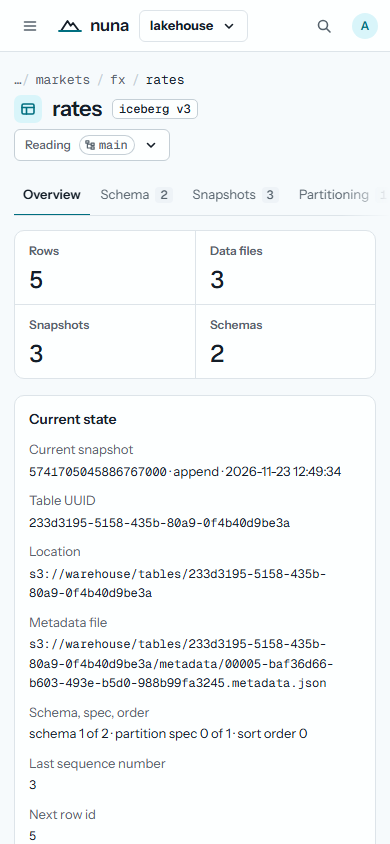 nuna lakehouse A
…/ markets / fx / rates
rates iceberg v3
Reading main
Overview Schema 2 Snapshots 3 Partitioning
Rows Data files
5 3
Snapshots Schemas
3 2
Current state
Current snapshot
5741705045886767000 · append · 2026-11-23 12:49:34
Table UUID
233d3195-5158-435b-80a9-0f4b40d9be3a
Location
s3://warehouse/tables/233d3195-5158-435b-
80a9-0f4b40d9be3a
Metadata file
s3://warehouse/tables/233d3195-5158-435b-
80a9-0f4b40d9be3a/metadata/00005-baf36d66-
b603-493e-b5d0-988b99fa3245.metadata.json
Schema, spec, order
schema 1 of 2 · partition spec 0 of 1 · sort order 0
Last sequence number
3
Next row id
5